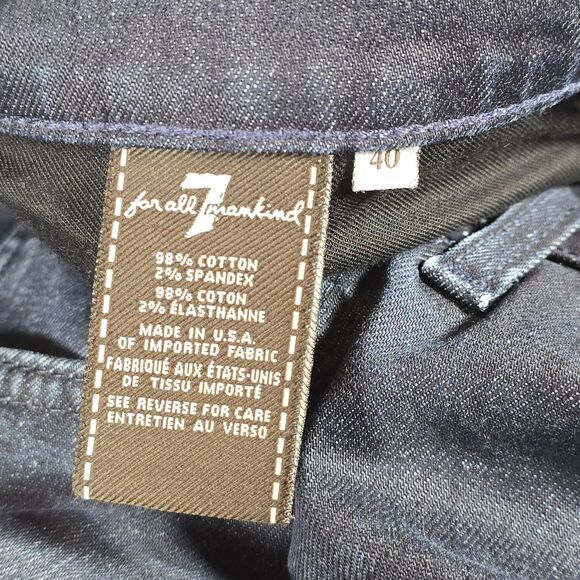 7
for all mankind
40
98% COTTON
2% SPANDEX
98% COTON
2% ÉLASTHANNE
MADE IN U.S.A.
OF IMPORTED FABRIC
FABRIQUÉ AUX ÉTATS-UNIS
DE TISSU IMPORTÉ
SEE REVERSE FOR CARE
ENTRETIEN AU VERSO